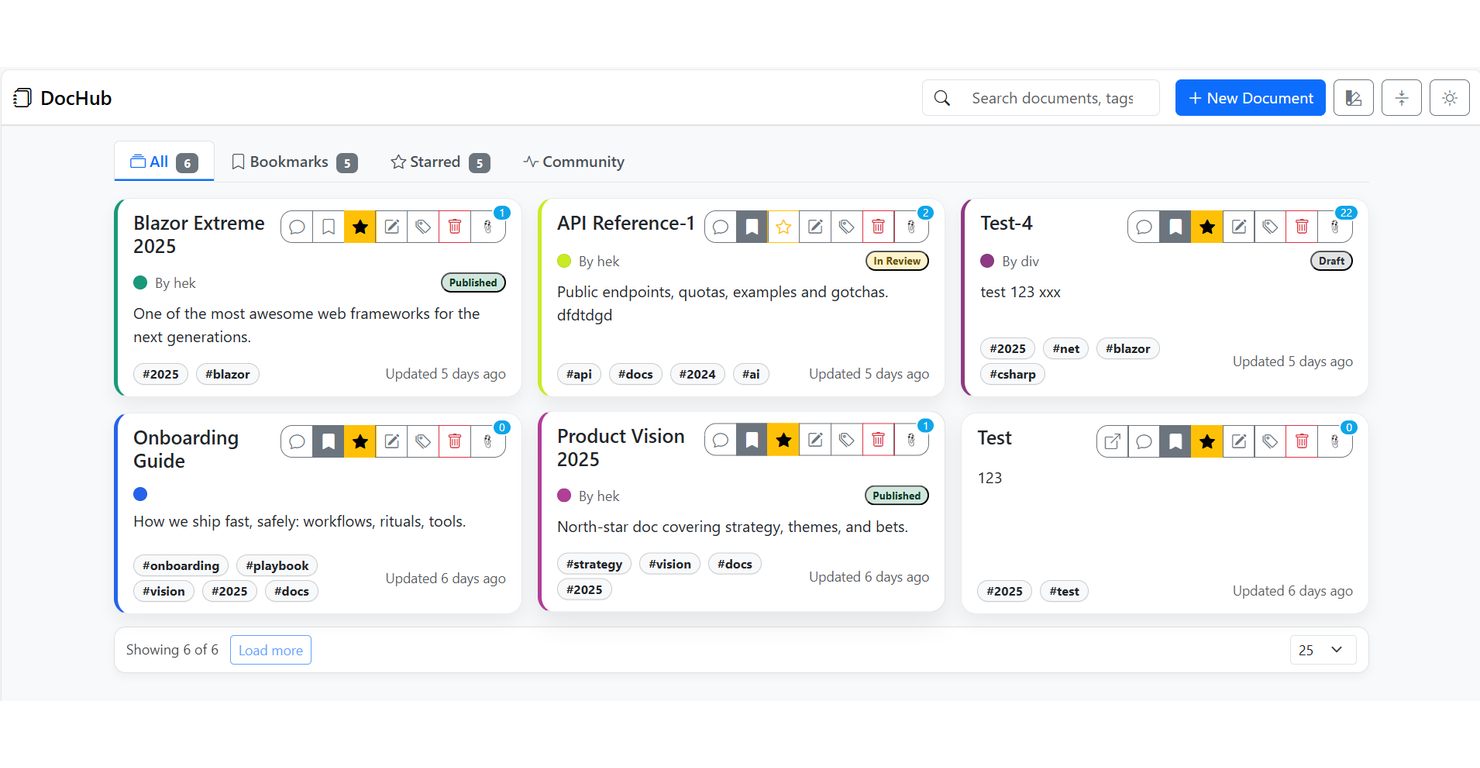 DocHub
Search documents, tags
+ New Document
All 6
Bookmarks 5
Starred 5
Community
Blazor Extreme
2025
1
By hek
Published
One of the most awesome web frameworks for the
next generations.
#2025 #blazor
Updated 5 days ago
API Reference-1
2
By hek
In Review
Public endpoints, quotas, examples and gotchas.
dfdtdgd
#api #docs #2024 #ai
Updated 5 days ago
Test-4
22
By div
Draft
test 123 xxx
#2025 #net #blazor
#csharp
Updated 5 days ago
Onboarding
Guide
0
How we ship fast, safely: workflows, rituals, tools.
#onboarding #playbook
#vision #2025 #docs
Updated 6 days ago
Product Vision
2025
1
By hek
Published
North-star doc covering strategy, themes, and bets.
#strategy #vision #docs
#2025
Updated 6 days ago
Test
0
123
#2025 #test
Updated 6 days ago
Showing 6 of 6
Load more
25